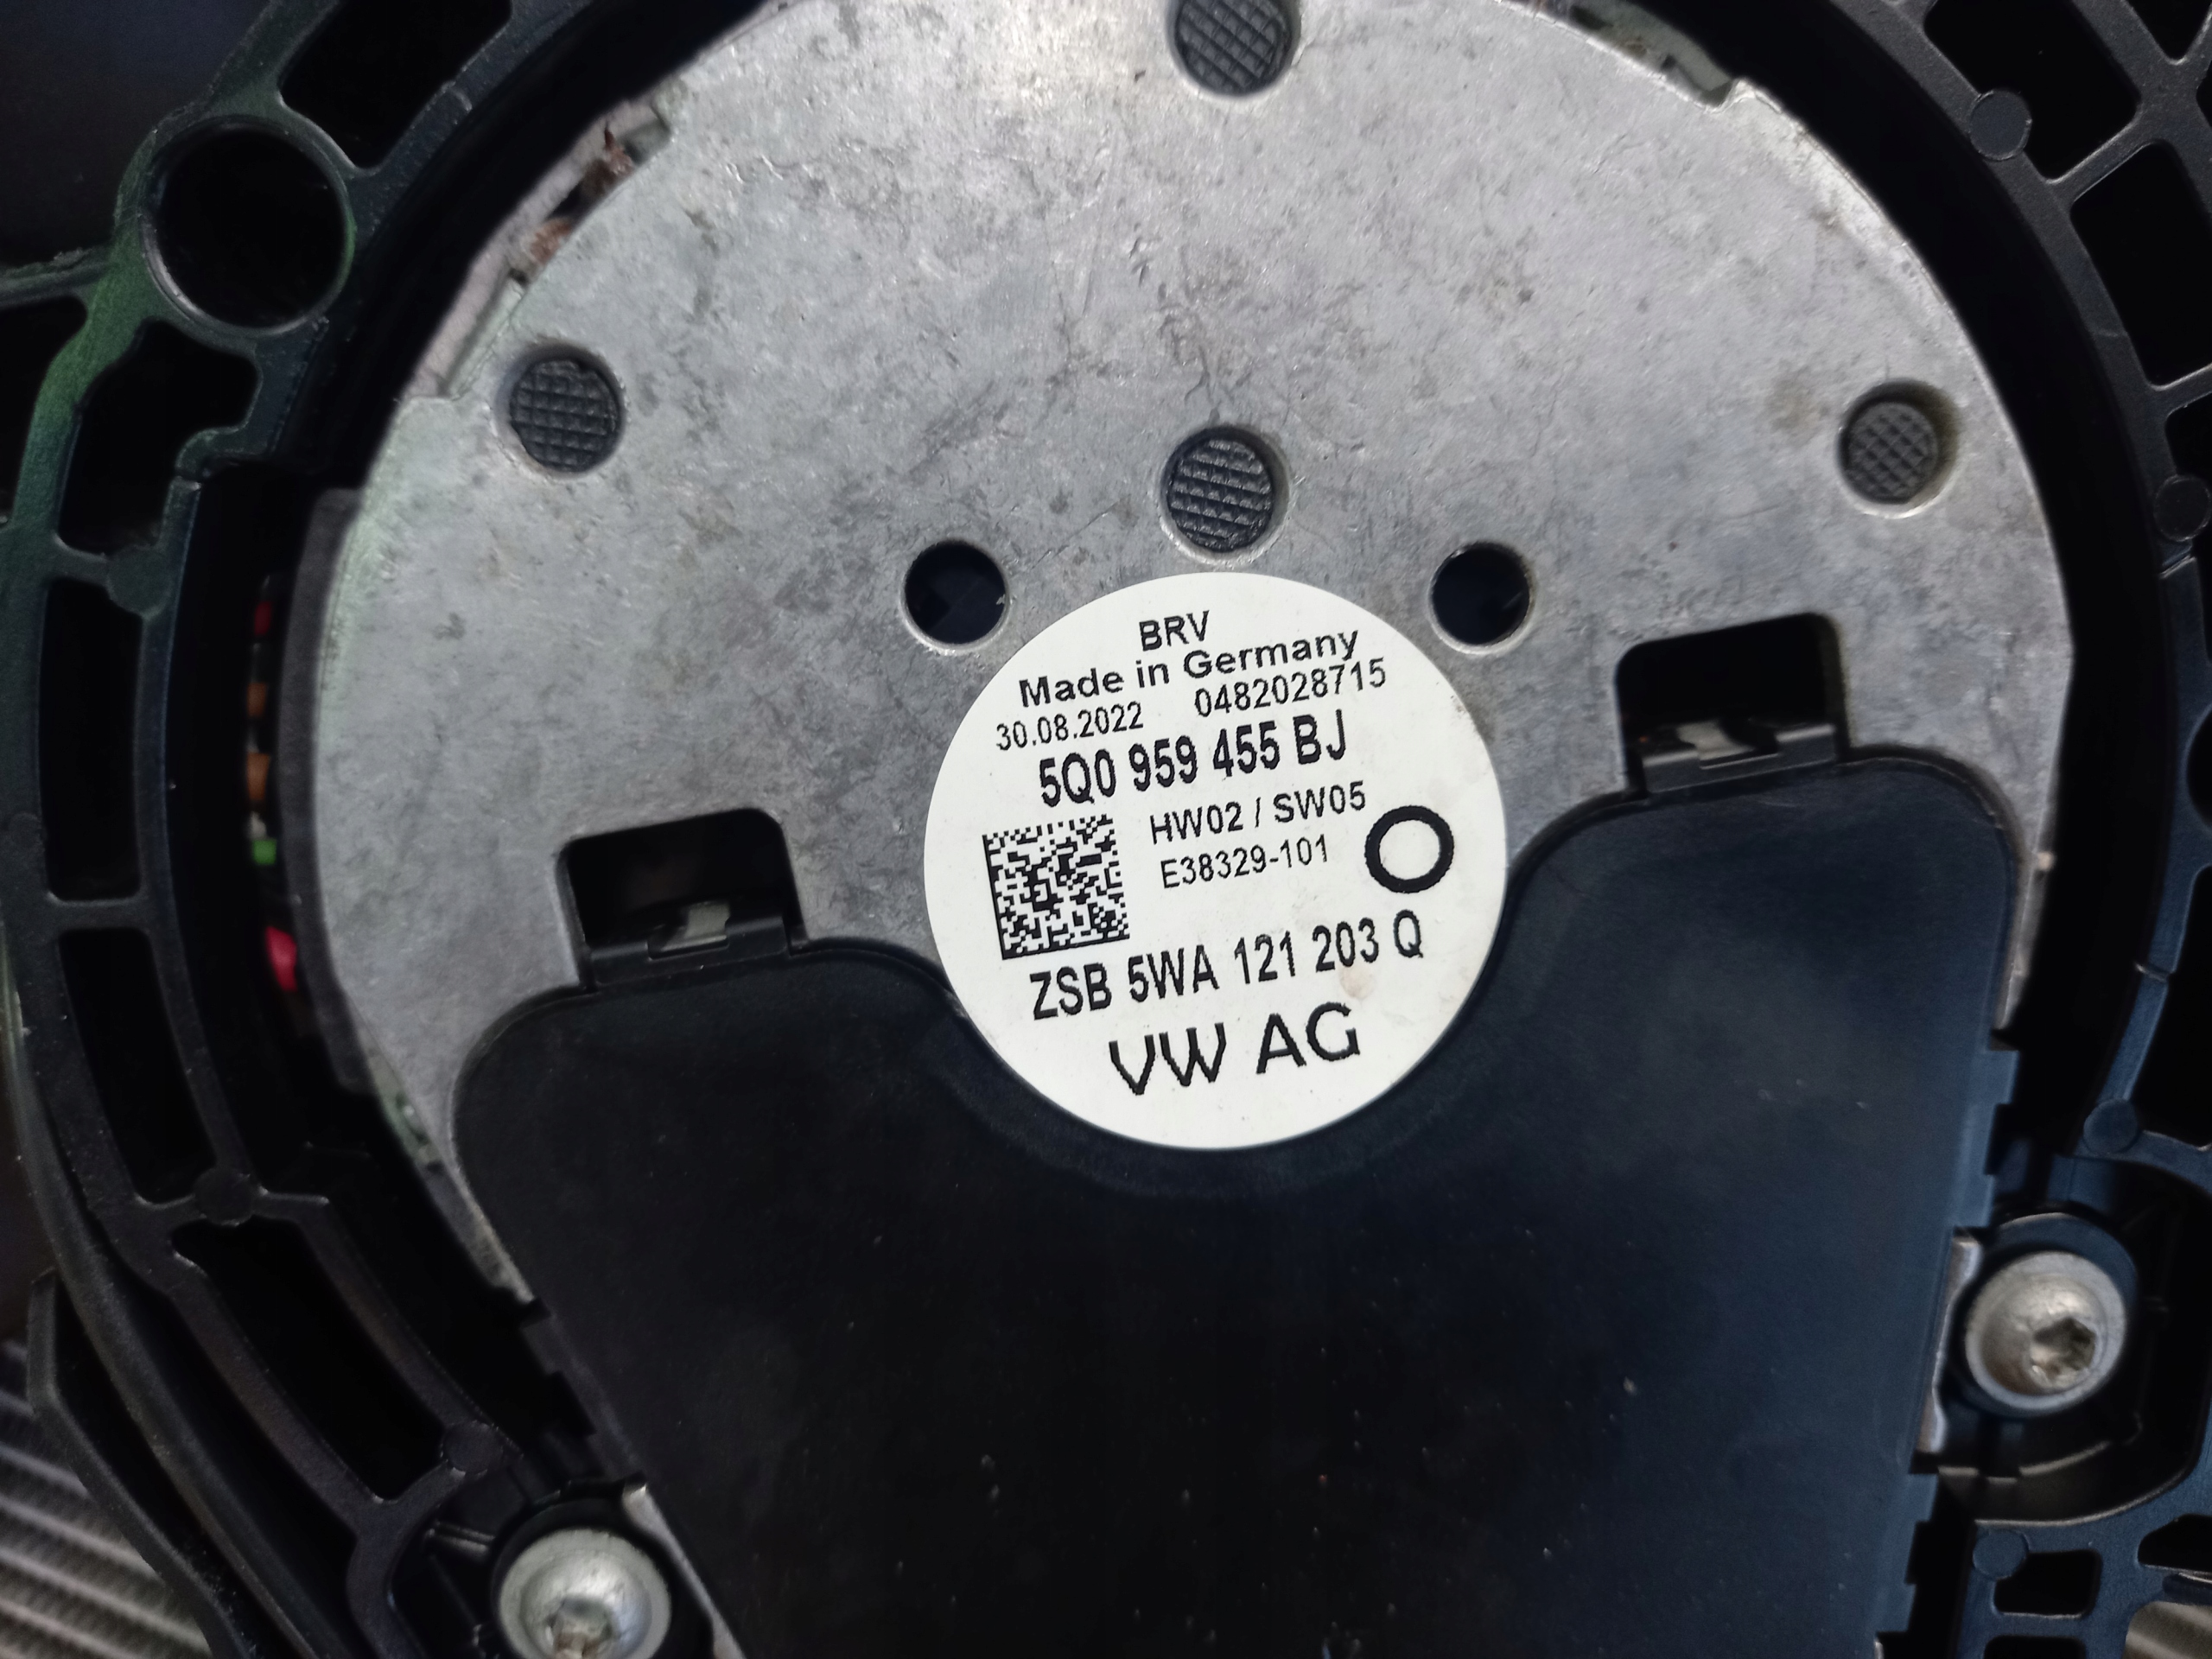 BRV
Made in Germany
30.08.2022 0482028715
5Q0 959 455 BJ
HW02 / SW05
E38329-101
ZSB 5WA 121 203 Q
VW AG